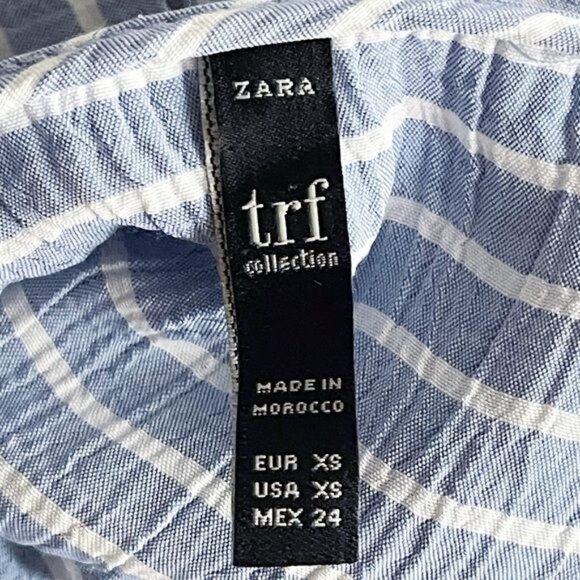 ZARA
trf
collection
MADE IN
MOROCCO
EUR XS
USA XS
MEX 24